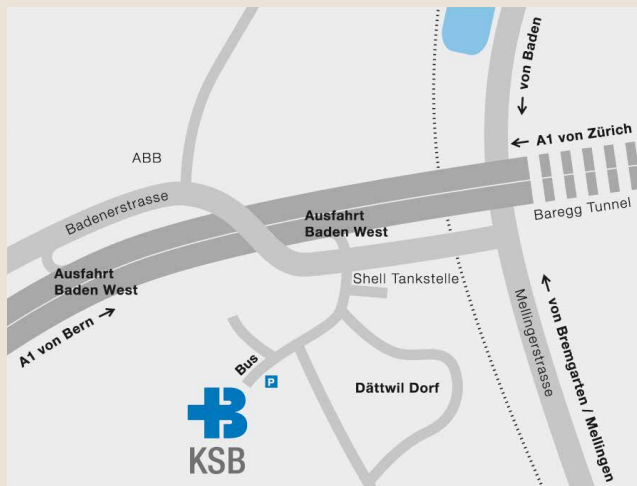 von Baden
A1 von Zürich
ABB
Badenerstrasse
Ausfahrt
Baden West
Baregg Tunnel
Ausfahrt
Baden West
Shell Tankstelle
A1 von Bern
Mellingerstrasse
von Bremgarten / Mellingen
Bus
P
Dättwil Dorf
KSB